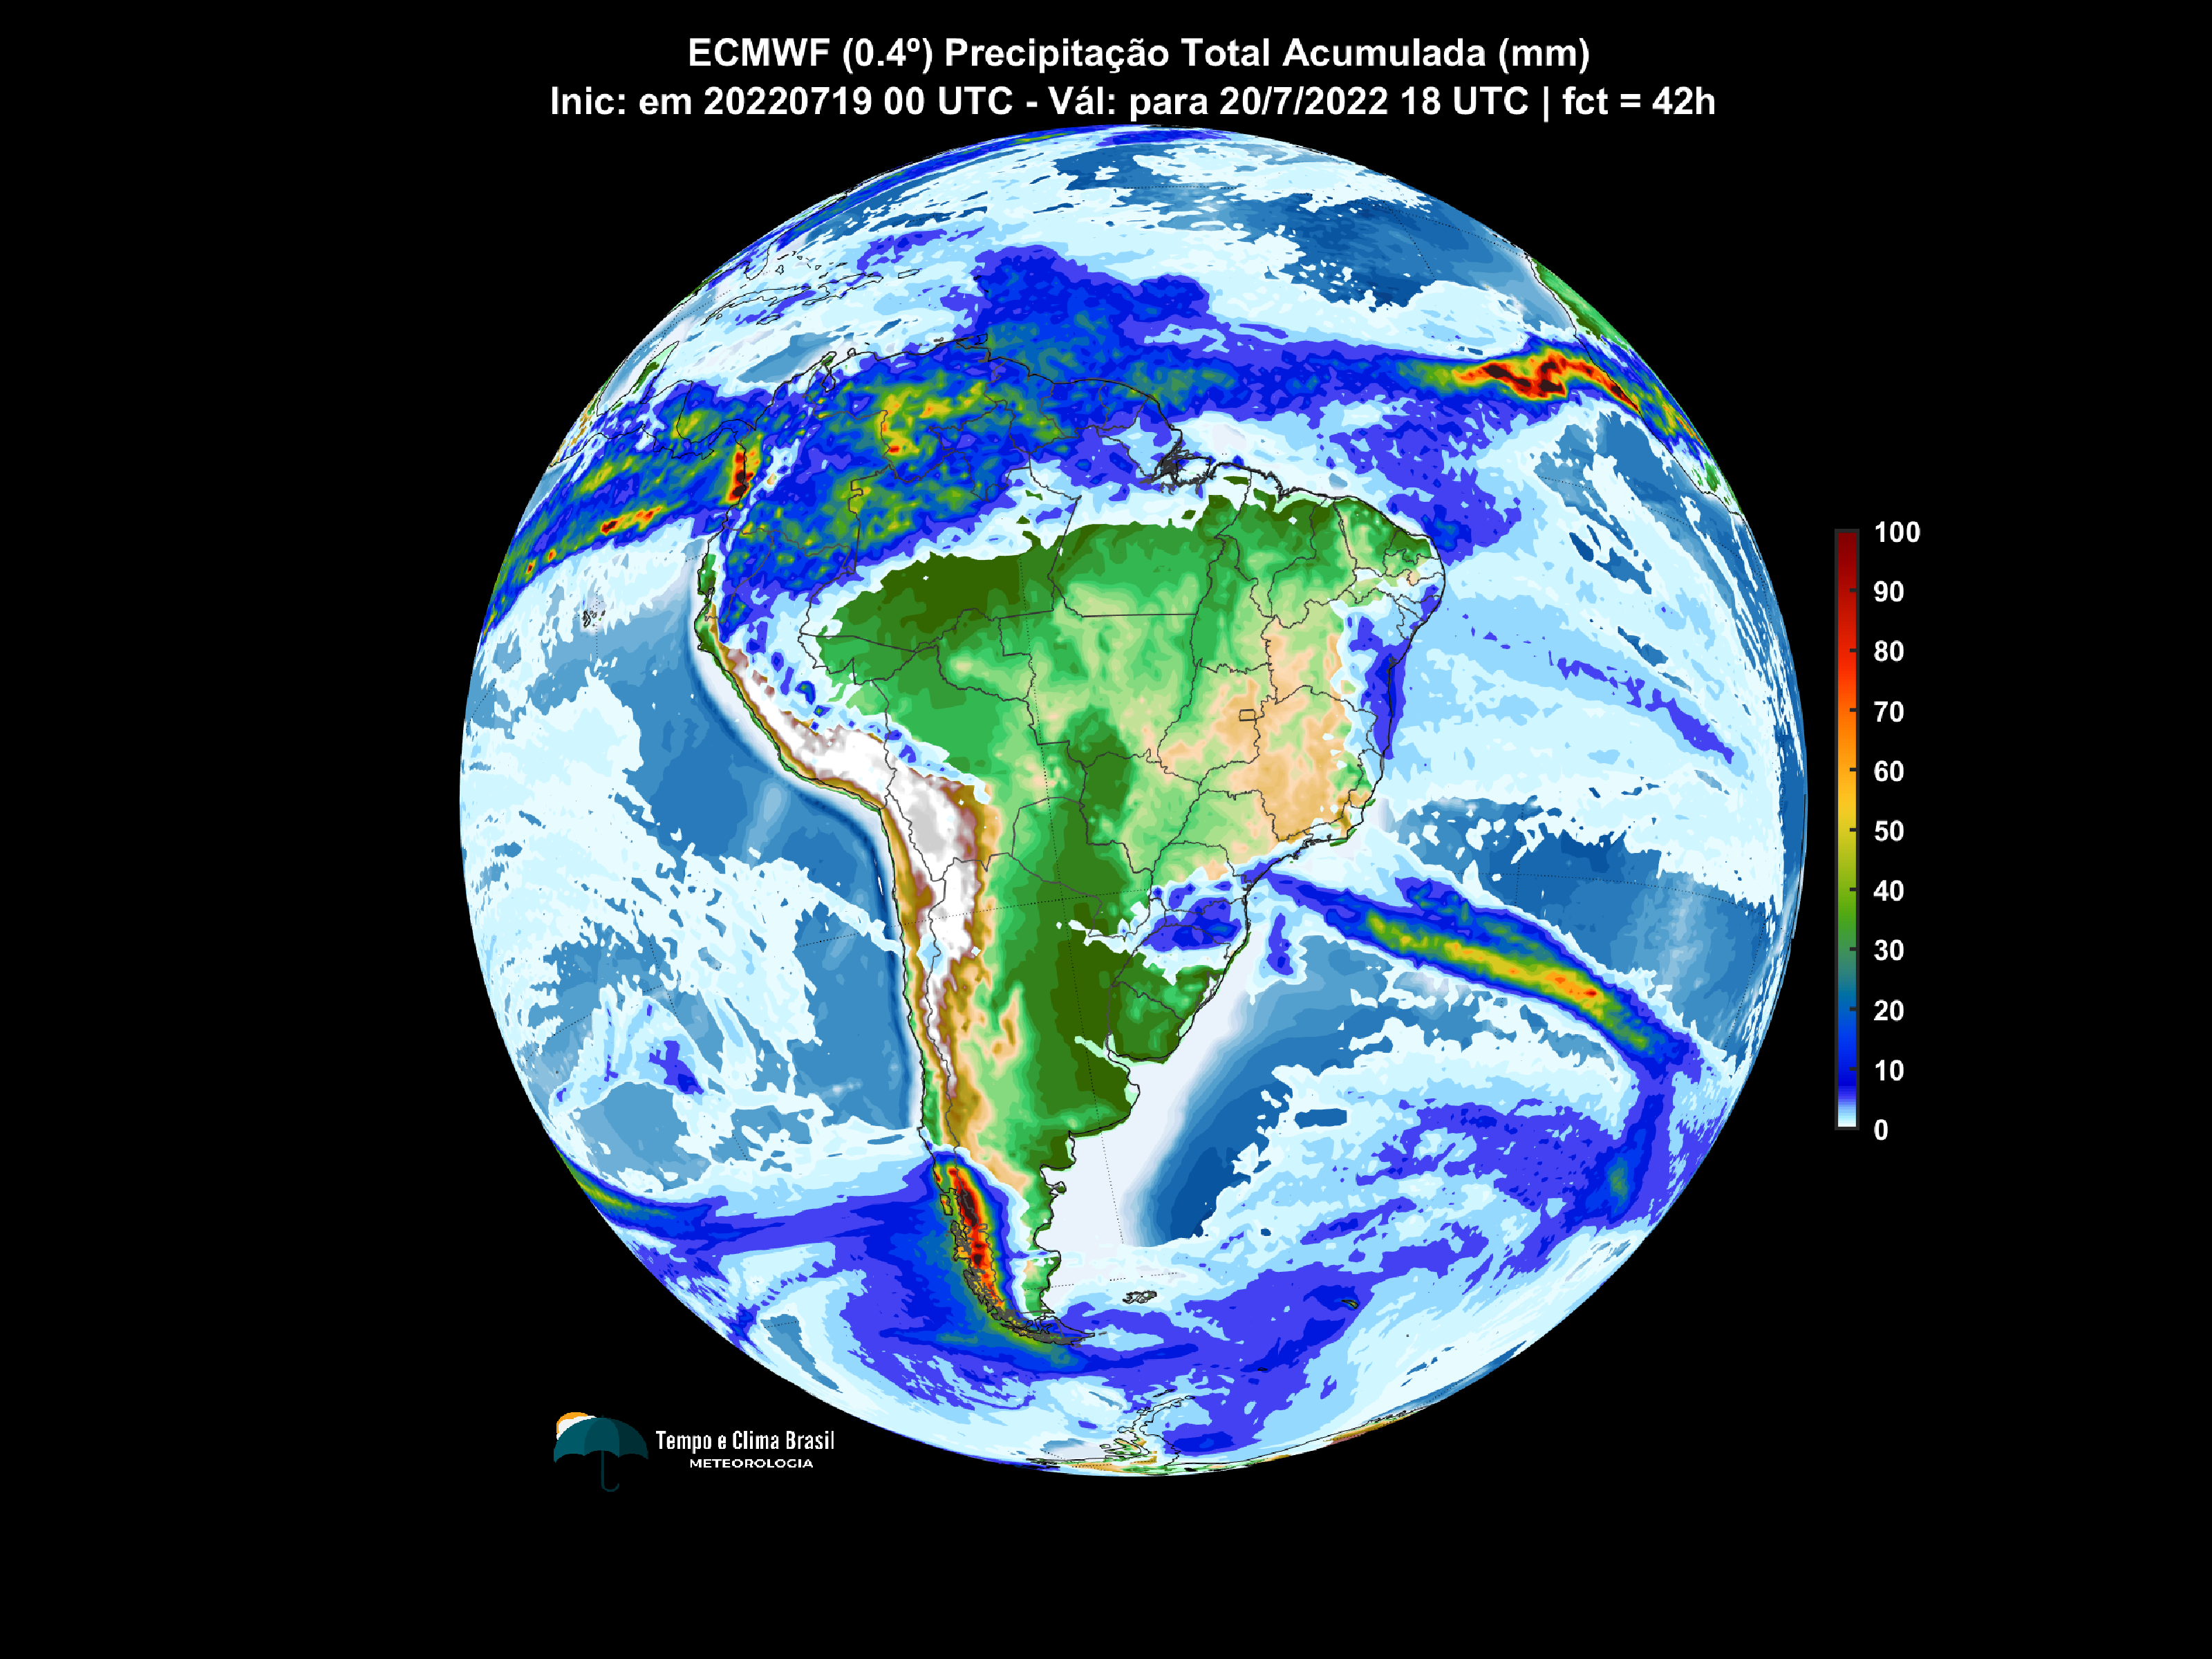 ECMWF (0.4º) Precipitação Total Acumulada (mm)
Inic: em 20220719 00 UTC - Vál: para 20/7/2022 18 UTC | fct = 42h
100
90
80
70
60
50
40
30
20
10
0
Tempo e Clima Brasil
METEOROLOGIA